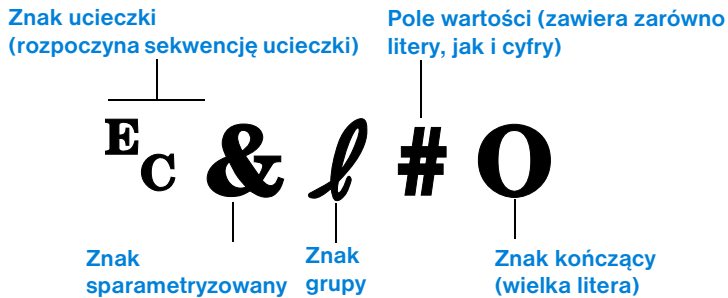 Znak ucieczki
(rozpoczyna sekwencję ucieczki)
Pole wartości (zawiera zarówno
litery, jak i cyfry)
E C & ℓ # O
Znak
sparametryzowany
Znak
grupy
Znak kończący
(wielka litera)